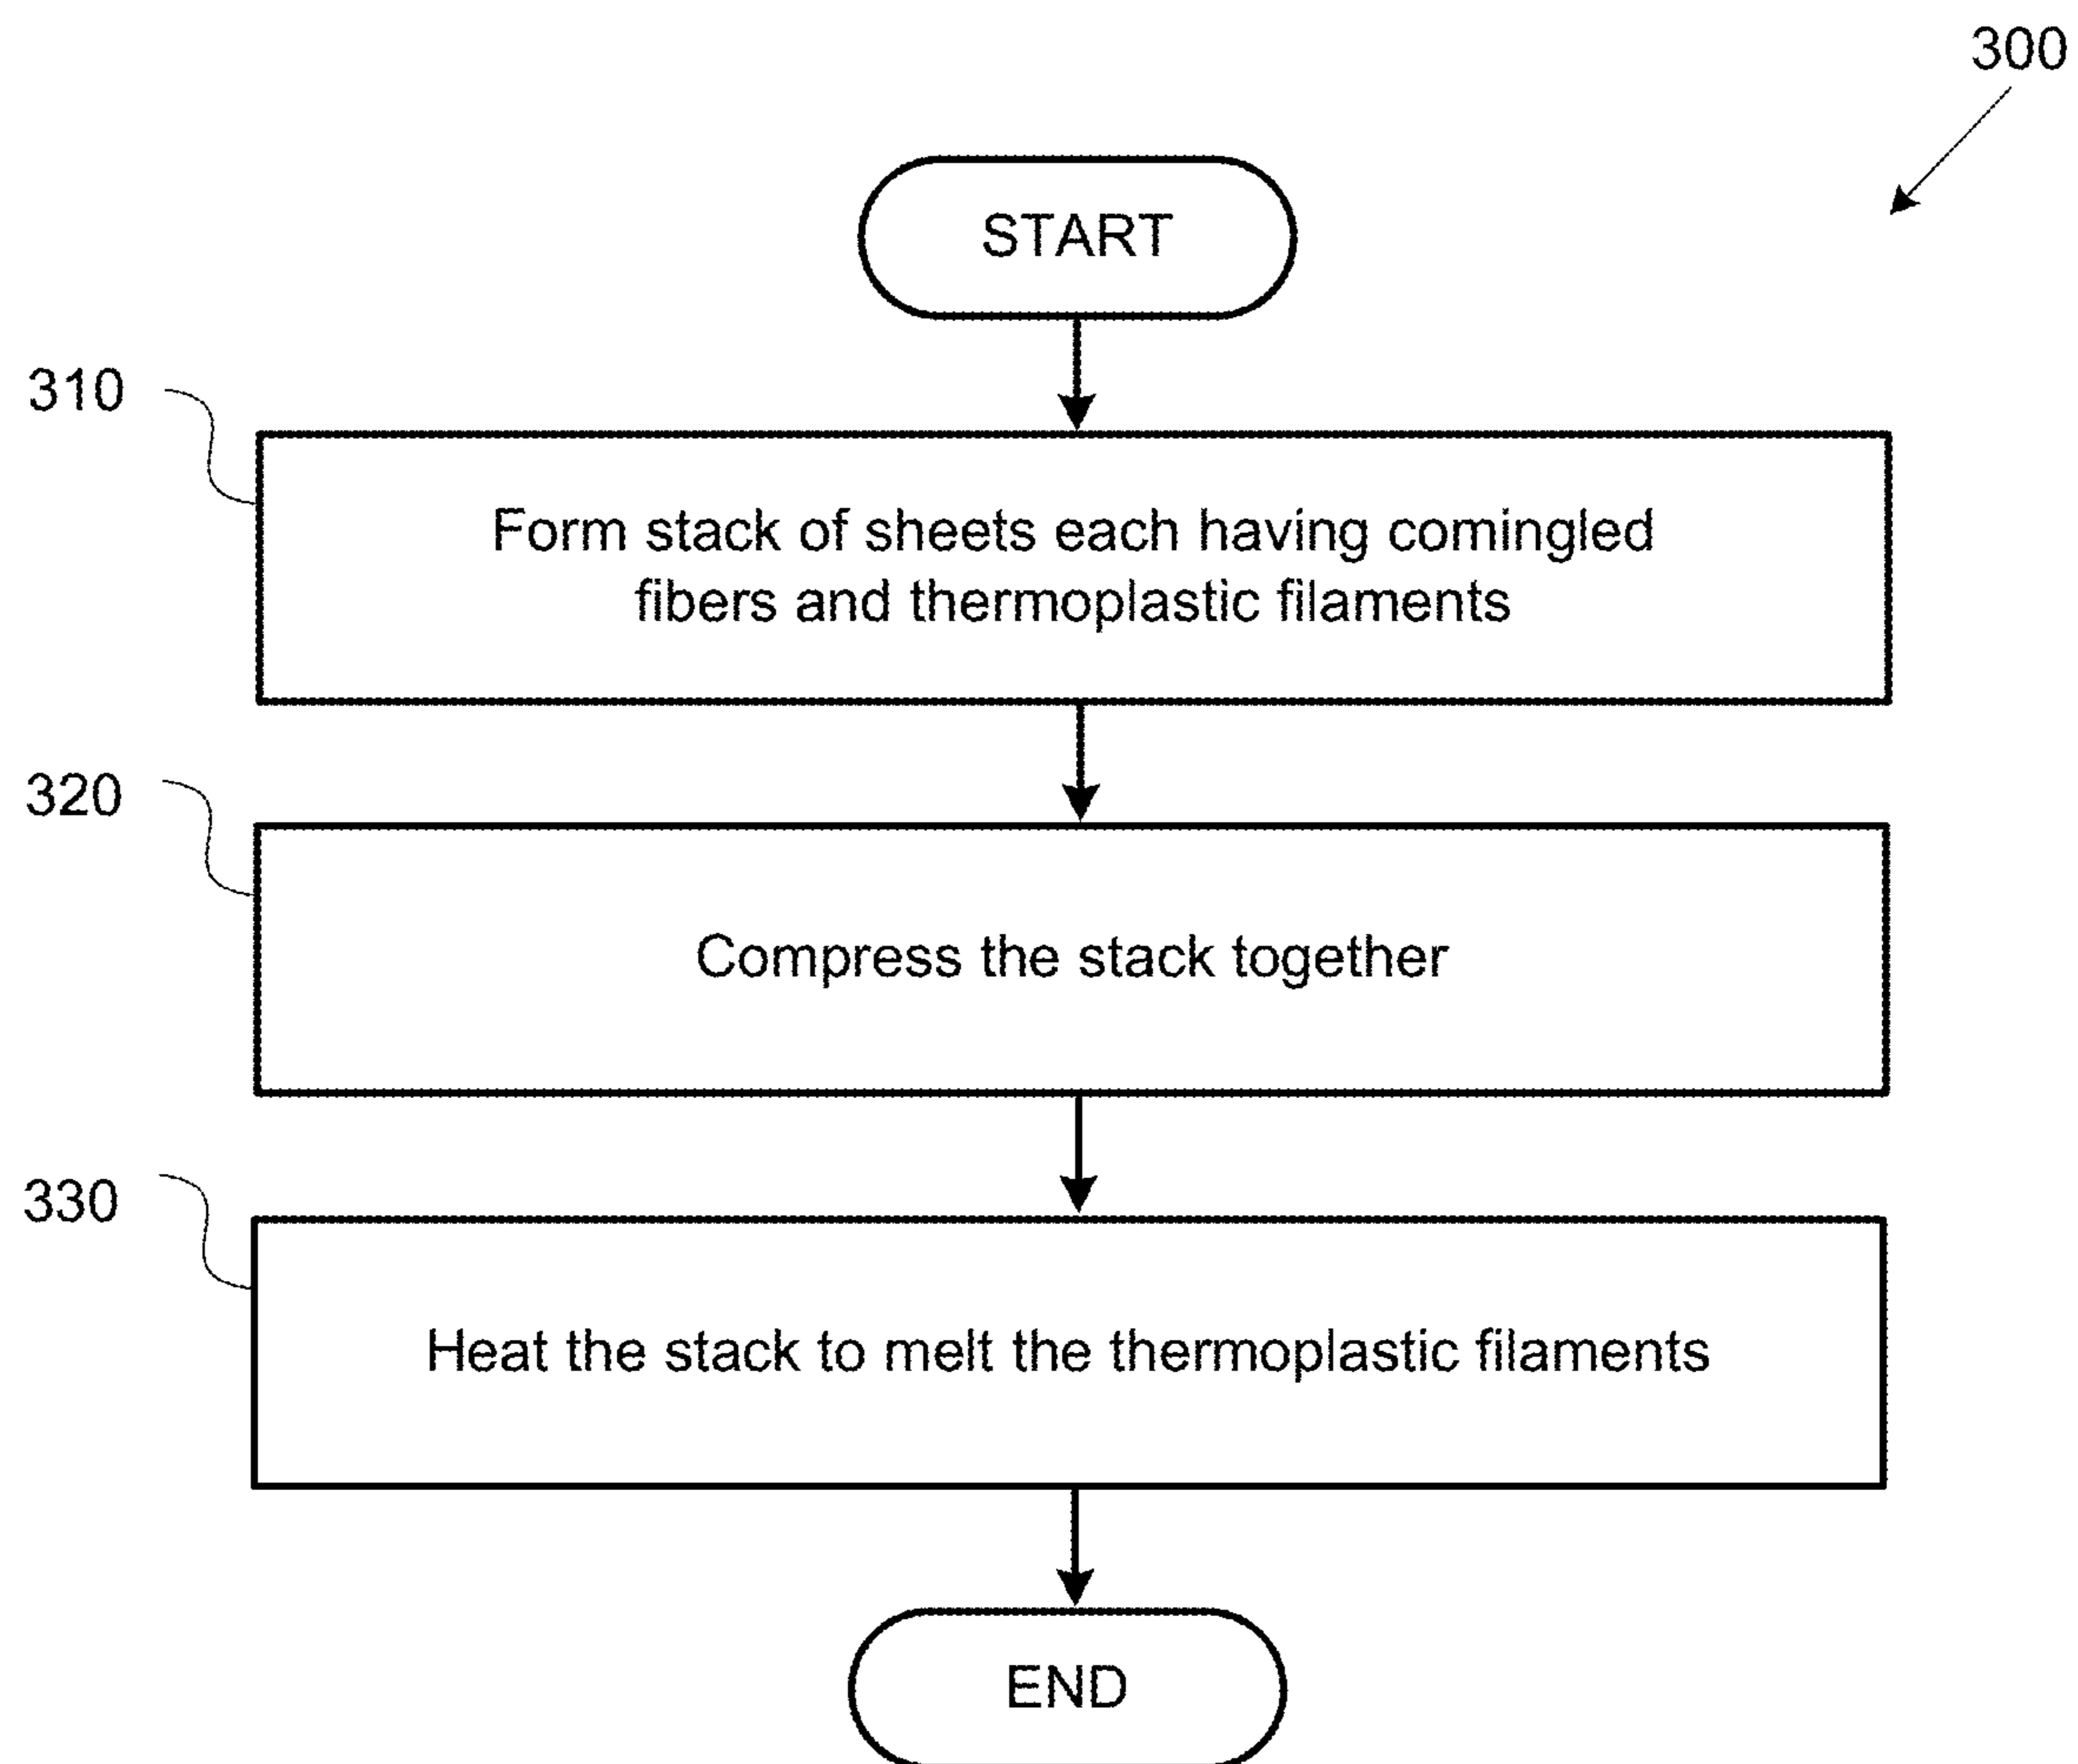 300
START
310
Form stack of sheets each having comingled
fibers and thermoplastic filaments
320
Compress the stack together
330
Heat the stack to melt the thermoplastic filaments
END